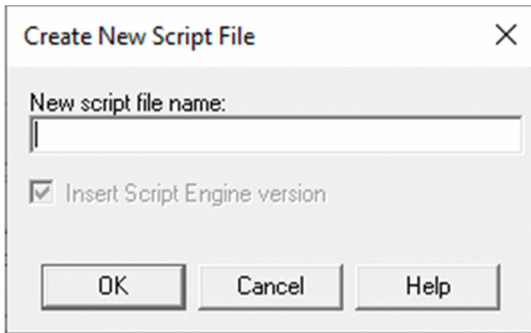 Create New Script File
New script file name:
Insert Script Engine version
OK Cancel Help